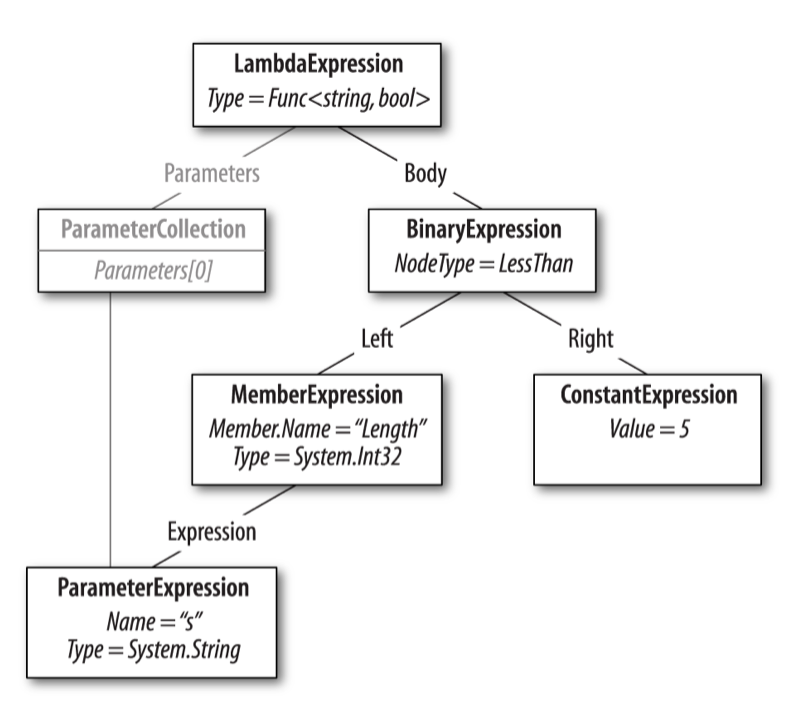 LambdaExpression
Type = Func<string, bool>
Parameters
Body
ParameterCollection
Parameters[0]
BinaryExpression
NodeType = LessThan
Left
Right
MemberExpression
Member.Name = “Length”
Type = System.Int32
ConstantExpression
Value = 5
Expression
ParameterExpression
Name = “s”
Type = System.String